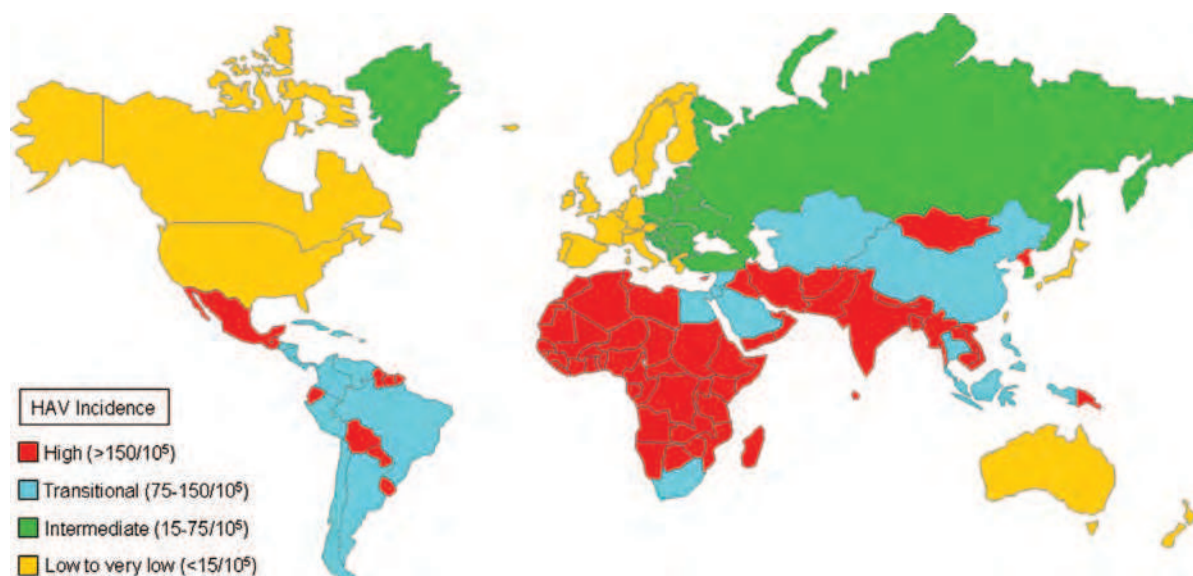 HAV Incidence
High (>150/10⁵)
Transitional (75-150/10⁵)
Intermediate (15-75/10⁵)
Low to very low (<15/10⁵)